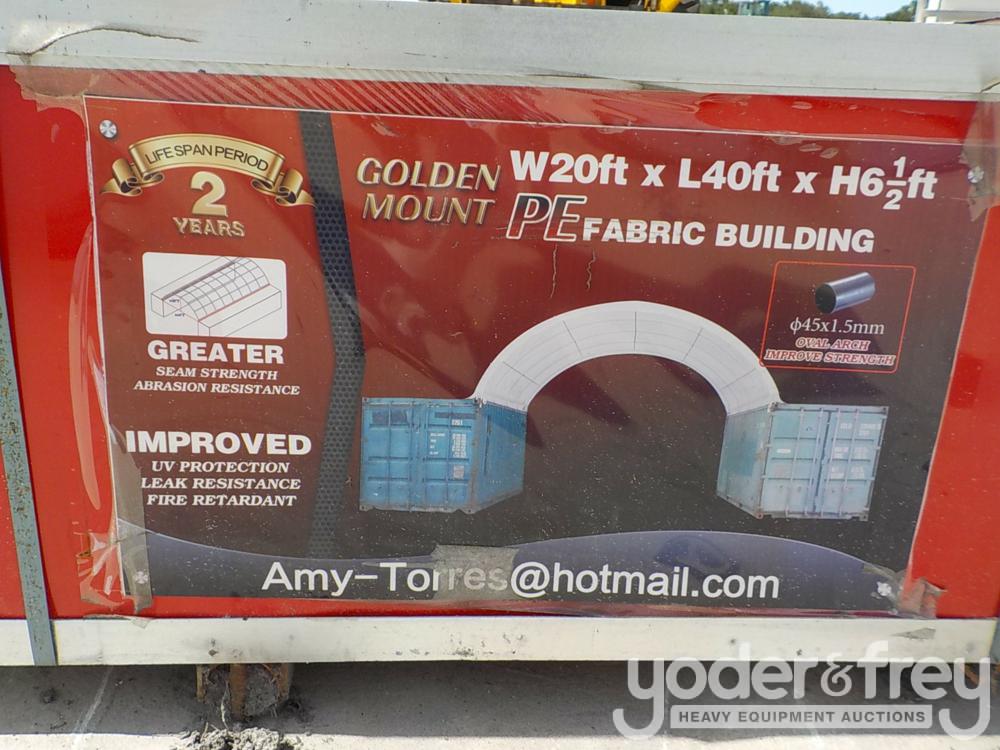 LIFE SPAN PERIOD
2
YEARS
GOLDEN MOUNT
W20ft x L40ft x H6½ft
PE FABRIC BUILDING
ф45x1.5mm
OVAL ARCH
IMPROVE STRENGTH
GREATER
SEAM STRENGTH
ABRASION RESISTANCE
IMPROVED
UV PROTECTION
LEAK RESISTANCE
FIRE RETARDANT
Amy-Torres@hotmail.com
yoder&frey
HEAVY EQUIPMENT AUCTIONS